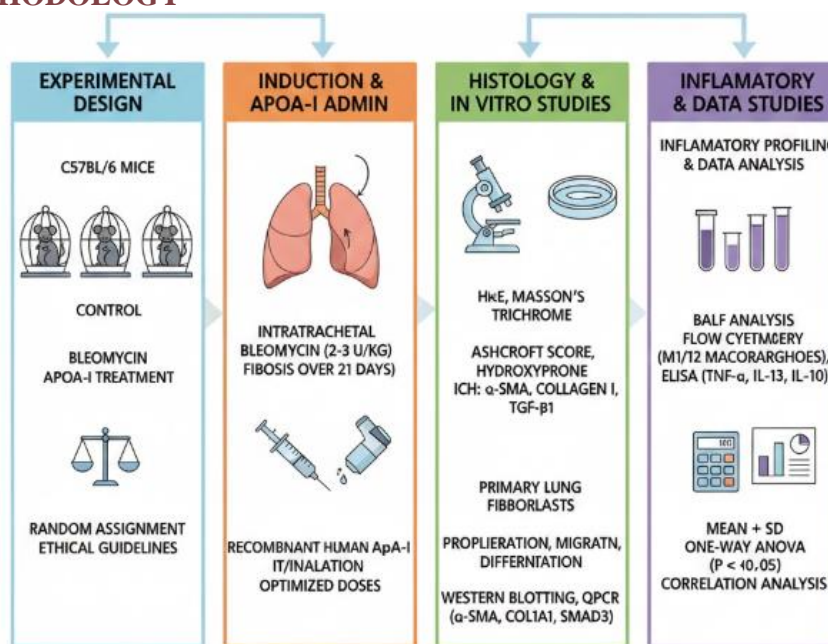 HODOLOGY
EXPERIMENTAL
DESIGN
C57BL/6 MICE
CONTROL
BLEOMYCIN
APOA-I TREATMENT
RANDOM ASSIGNMENT
ETHICAL GUIDELINES
INDUCTION &
APOA-I ADMIN
INTRATRACHETAL
BLEOMYCIN (2-3 U/KG)
FIBOSIS OVER 21 DAYS)
RECOMBNANT HUMAN ApA-I
IT/INALATION
OPTIMIZED DOSES
HISTOLOGY &
IN VITRO STUDIES
HκE, MASSON'S
TRICHROME
ASHCROFT SCORE,
HYDROXYPRONE
ICH: α-SMA, COLLAGEN I,
TGF-β1
PRIMARY LUNG
FIBBORLASTS
PROPLIERATION, MIGRATN,
DIFFERNTATION
WESTERN BLOTTING, QPCR
(α-SMA, COL1A1, SMAD3)
INFLAMATORY
& DATA STUDIES
INFLAMATORY PROFILING
& DATA ANALYSIS
BALF ANALYSIS
FLOW CYETMGERY
(M1/12 MACORARGHOES),
ELISA (TNF-α, IL-13, IL-10)
MEAN + SD
ONE-WAY ANOVA
(P < ı0,05)
CORRELATION ANALYSIS